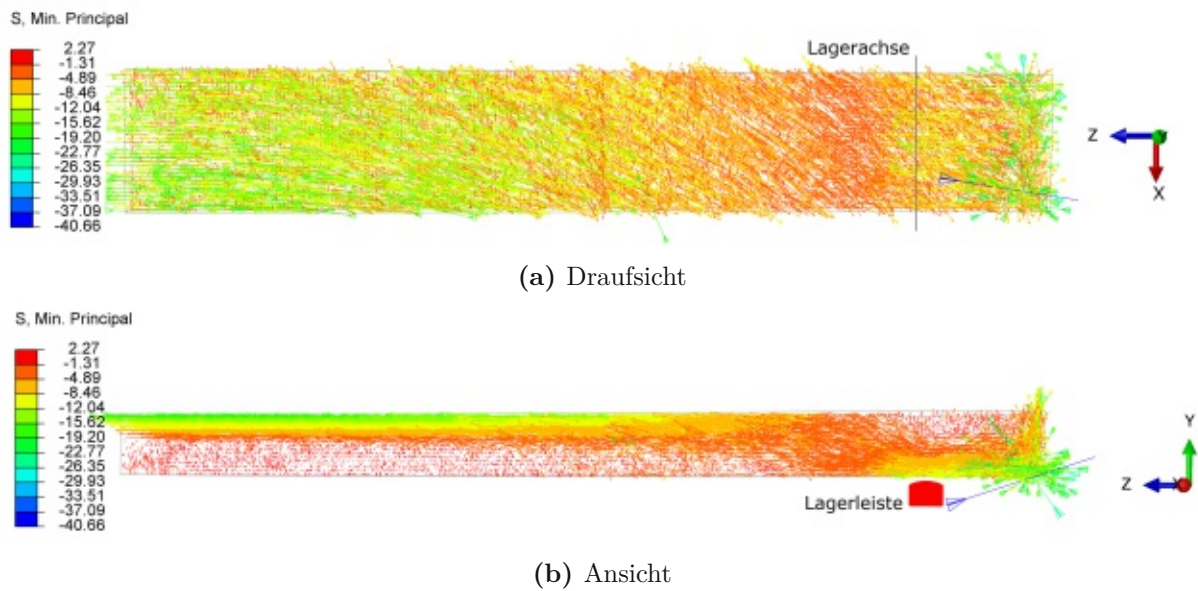 S, Min. Principal
2.27
-1.31
-4.89
-8.46
-12.04
-15.62
-19.20
-22.77
-26.35
-29.93
-33.51
-37.09
-40.66
Lagerachse
Z
X
(a) Draufsicht
S, Min. Principal
2.27
-1.31
-4.89
-8.46
-12.04
-15.62
-19.20
-22.77
-26.35
-29.93
-33.51
-37.09
-40.66
Y
Z
X
Lagerleiste
(b) Ansicht